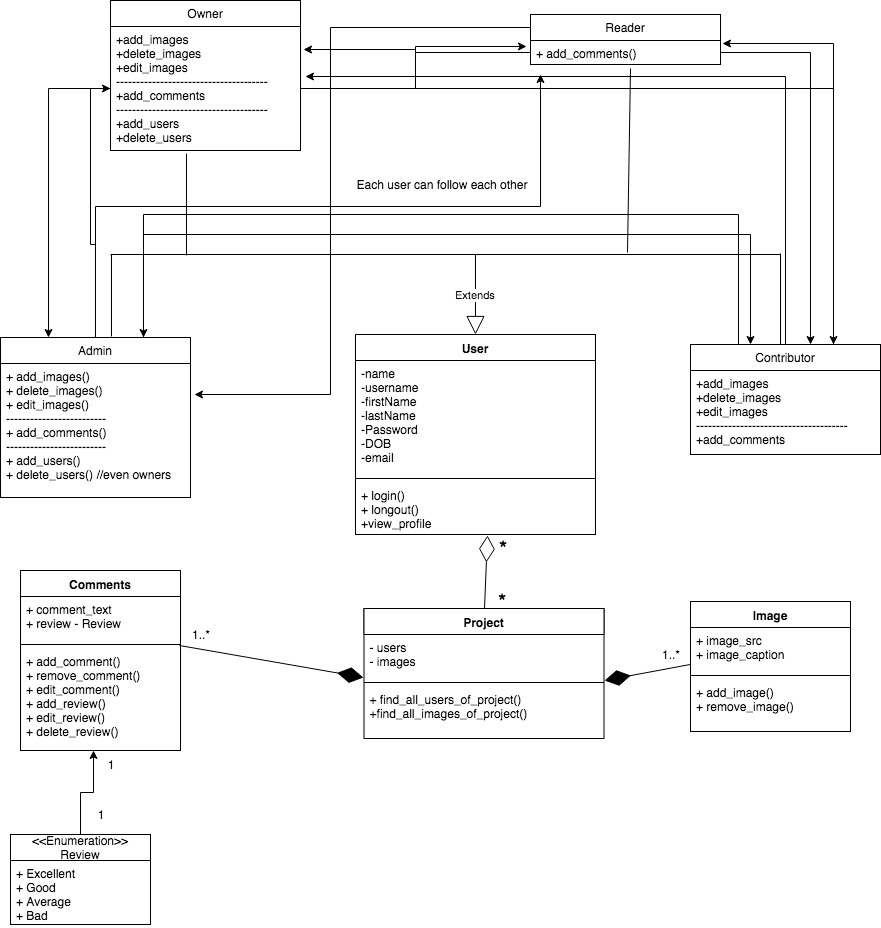 Owner
+add_images
+delete_images
+edit_images
--------------------------------------
+add_comments
--------------------------------------
+add_users
+delete_users
Reader
+ add_comments()
Each user can follow each other
Extends
Admin
+ add_images()
+ delete_images()
+ edit_images()
-------------------------
+ add_comments()
-------------------------
+ add_users()
+ delete_users() //even owners
User
-name
-username
-firstName
-lastName
-Password
-DOB
-email
+ login()
+ longout()
+view_profile
Contributor
+add_images
+delete_images
+edit_images
--------------------------------------
+add_comments
*
*
Comments
+ comment_text
+ review - Review
+ add_comment()
+ remove_comment()
+ edit_comment()
+ add_review()
+ edit_review()
+ delete_review()
1..*
Project
- users
- images
+ find_all_users_of_project()
+find_all_images_of_project()
1..*
Image
+ image_src
+ image_caption
+ add_image()
+ remove_image()
1
1
<<Enumeration>>
Review
+ Excellent
+ Good
+ Average
+ Bad